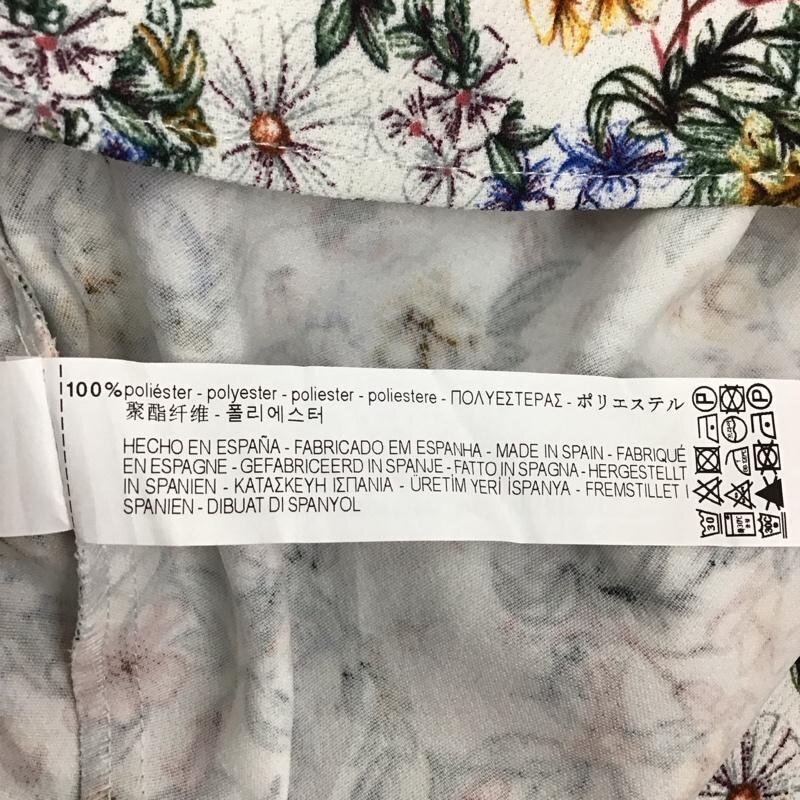 100% poliéster - polyester - poliester - poliestere - ΠΟΛΥΕΣΤΕΡΑΣ - ポリエステル
聚酯纤维 - 폴리에스터
HECHO EN ESPAÑA - FABRICADO EM ESPANHA - MADE IN SPAIN - FABRIQUÉ
EN ESPAGNE - GEFABRICEERD IN SPANJE - FATTO IN SPAGNA - HERGESTELLT
IN SPANIEN - ΚΑΤΑΣΚΕΥΗ ΙΣΠΑΝΙΑ - ÜRETİM YERİ İSPANYA - FREMSTILLET I
SPANIEN - DIBUAT DI SPANYOL
P P
30